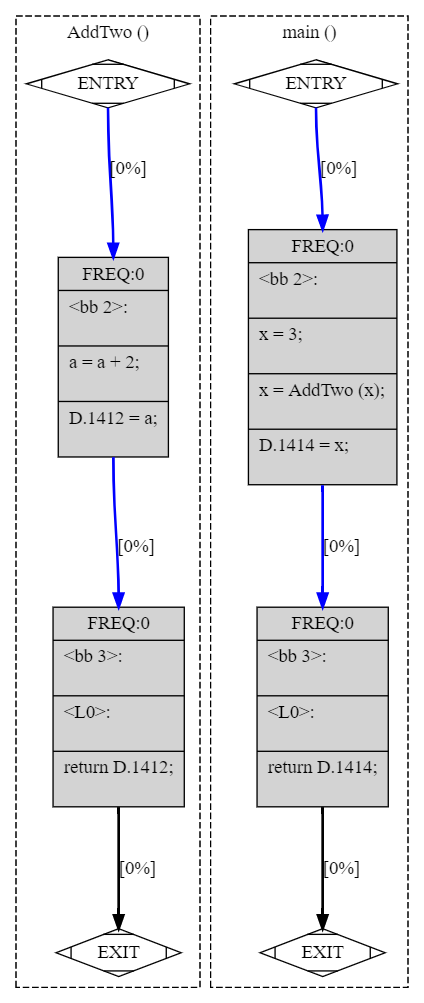 AddTwo ()
ENTRY
[0%]
FREQ:0
<bb 2>:
a = a + 2;
D.1412 = a;
[0%]
FREQ:0
<bb 3>:
<L0>:
return D.1412;
[0%]
EXIT
main ()
ENTRY
[0%]
FREQ:0
<bb 2>:
x = 3;
x = AddTwo (x);
D.1414 = x;
[0%]
FREQ:0
<bb 3>:
<L0>:
return D.1414;
[0%]
EXIT